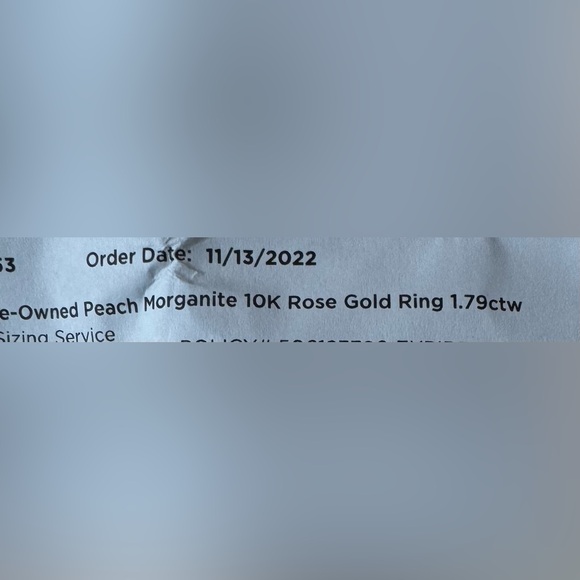 53 Order Date: 11/13/2022
e-Owned Peach Morganite 10K Rose Gold Ring 1.79ctw
Sizing Service